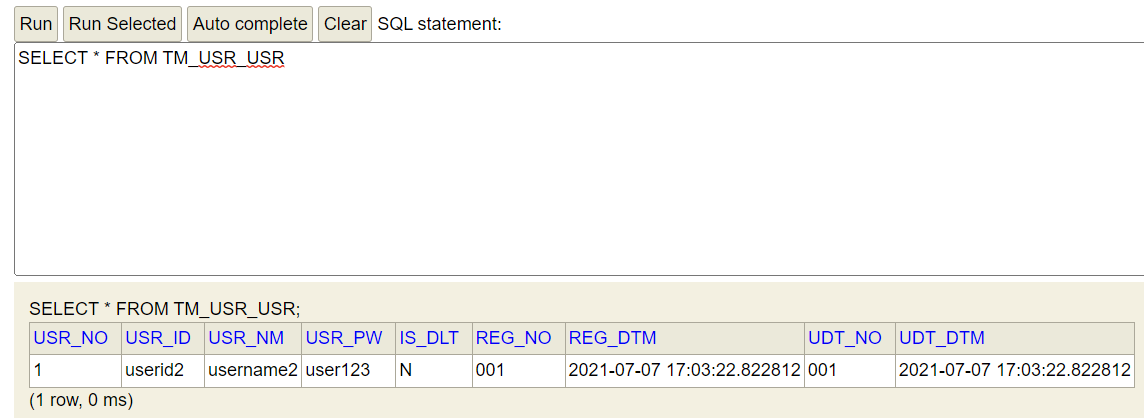 Run Run Selected Auto complete Clear SQL statement:
SELECT * FROM TM_USR_USR
SELECT * FROM TM_USR_USR;
USR_NO USR_ID USR_NM USR_PW IS_DLT REG_NO REG_DTM UDT_NO UDT_DTM
1 userid2 username2 user123 N 001 2021-07-07 17:03:22.822812 001 2021-07-07 17:03:22.822812
(1 row, 0 ms)